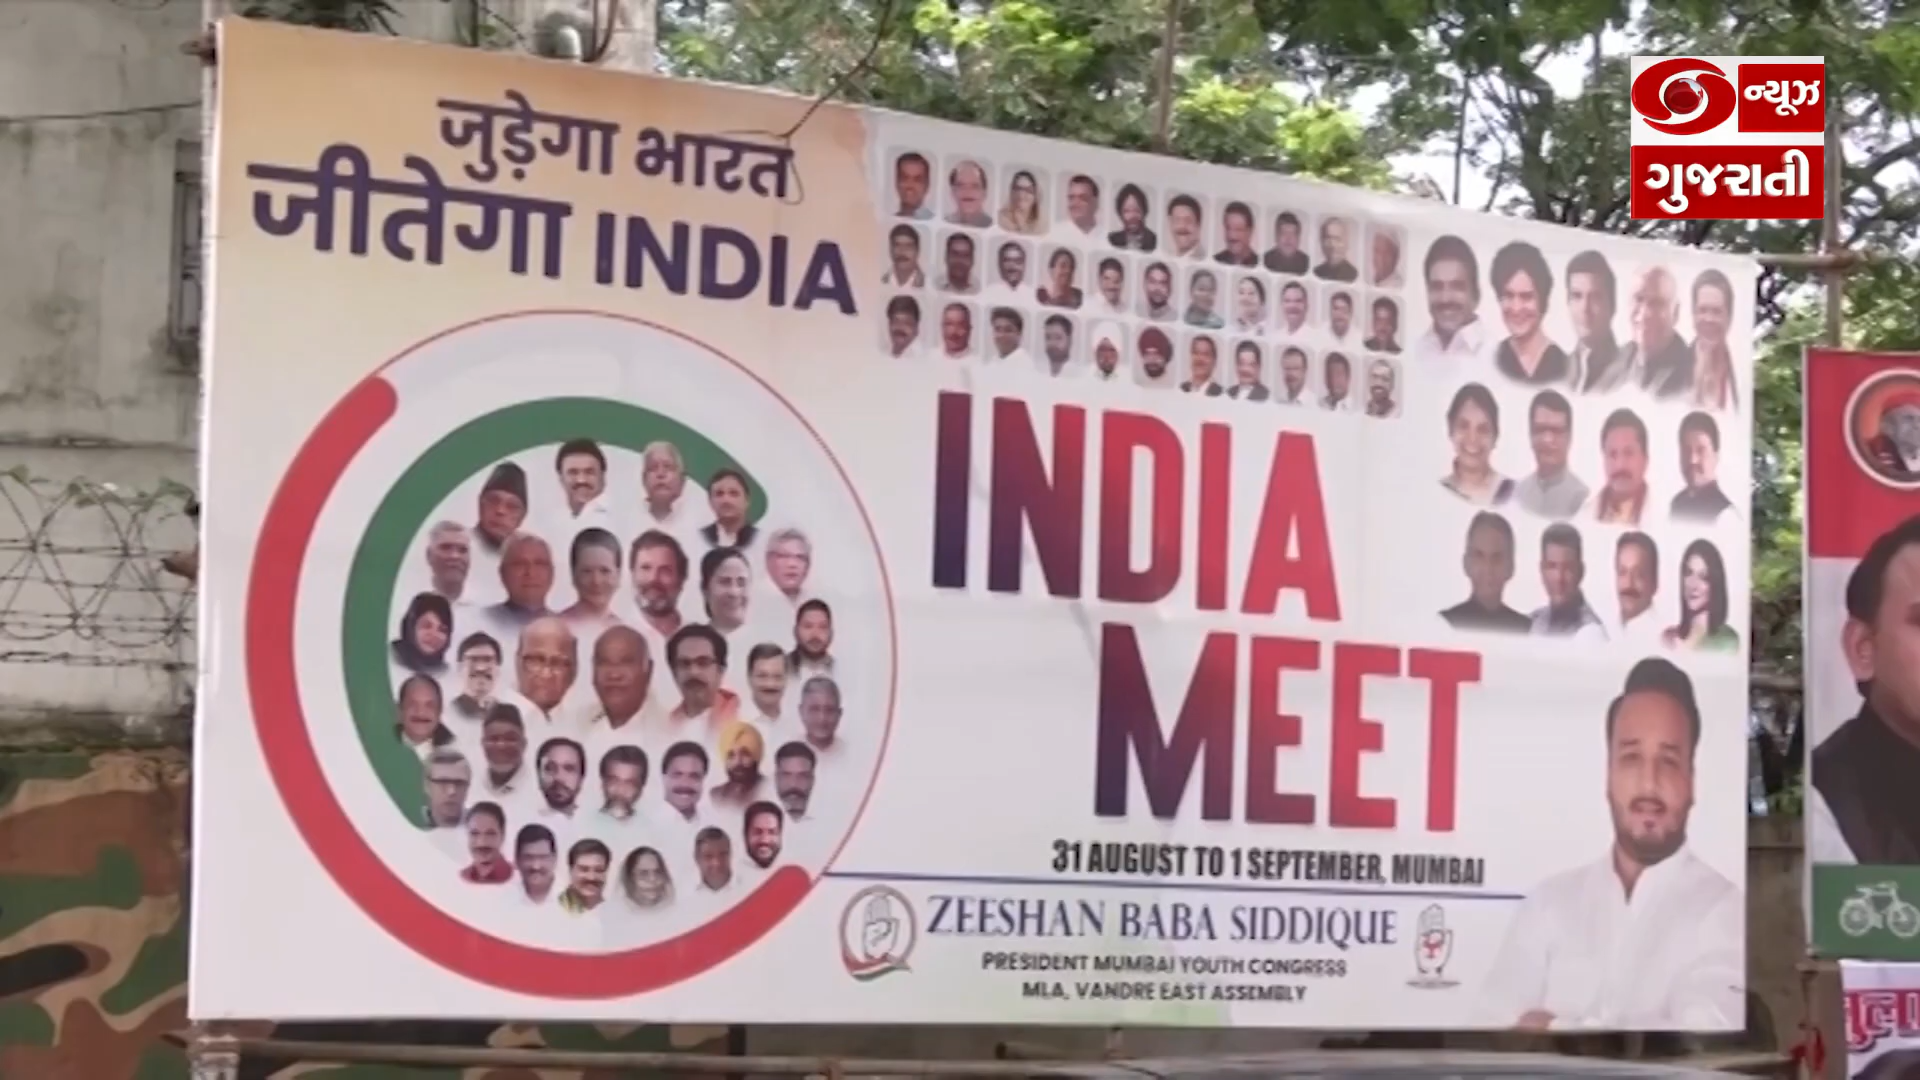 जुड़ेगा भारत
जीतेगा INDIA
INDIA
MEET
31 AUGUST TO 1 SEPTEMBER, MUMBAI
ZEESHAN BABA SIDDIQUE
PRESIDENT MUMBAI YOUTH CONGRESS
MLA, VANDRE EAST ASSEMBLY
ન્યૂઝ
ગુજરાતી